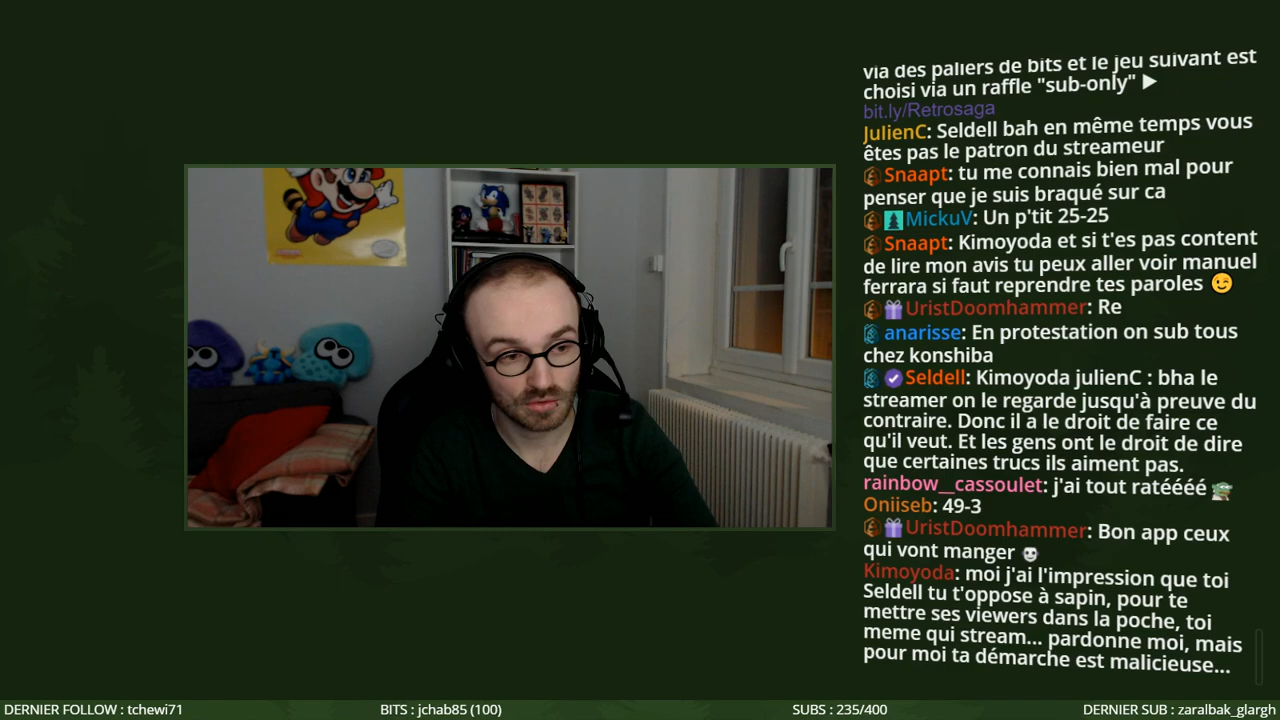 via des paliers de bits et le jeu suivant est
choisi via un raffle "sub-only" ▶
bit.ly/Retrosaga
JulienC: Seldell bah en même temps vous
êtes pas le patron du streameur
Snaapt: tu me connais bien mal pour
penser que je suis braqué sur ca
MickuV: Un p'tit 25-25
Snaapt: Kimoyoda et si t'es pas content
de lire mon avis tu peux aller voir manuel
ferrara si faut reprendre tes paroles 😉
UristDoomhammer: Re
anarisse: En protestation on sub tous
chez konshiba
Seldell: Kimoyoda julienC : bha le
streamer on le regarde jusqu'à preuve du
contraire. Donc il a le droit de faire ce
qu'il veut. Et les gens ont le droit de dire
que certaines trucs ils aiment pas.
rainbow__cassoulet: j'ai tout ratéééé
Oniiseb: 49-3
UristDoomhammer: Bon app ceux
qui vont manger
Kimoyoda: moi j'ai l'impression que toi
Seldell tu t'oppose à sapin, pour te
mettre ses viewers dans la poche, toi
meme qui stream... pardonne moi, mais
pour moi ta démarche est malicieuse...
DERNIER FOLLOW : tchewi71
BITS : jchab85 (100)
SUBS : 235/400
DERNIER SUB : zaralbak_glargh